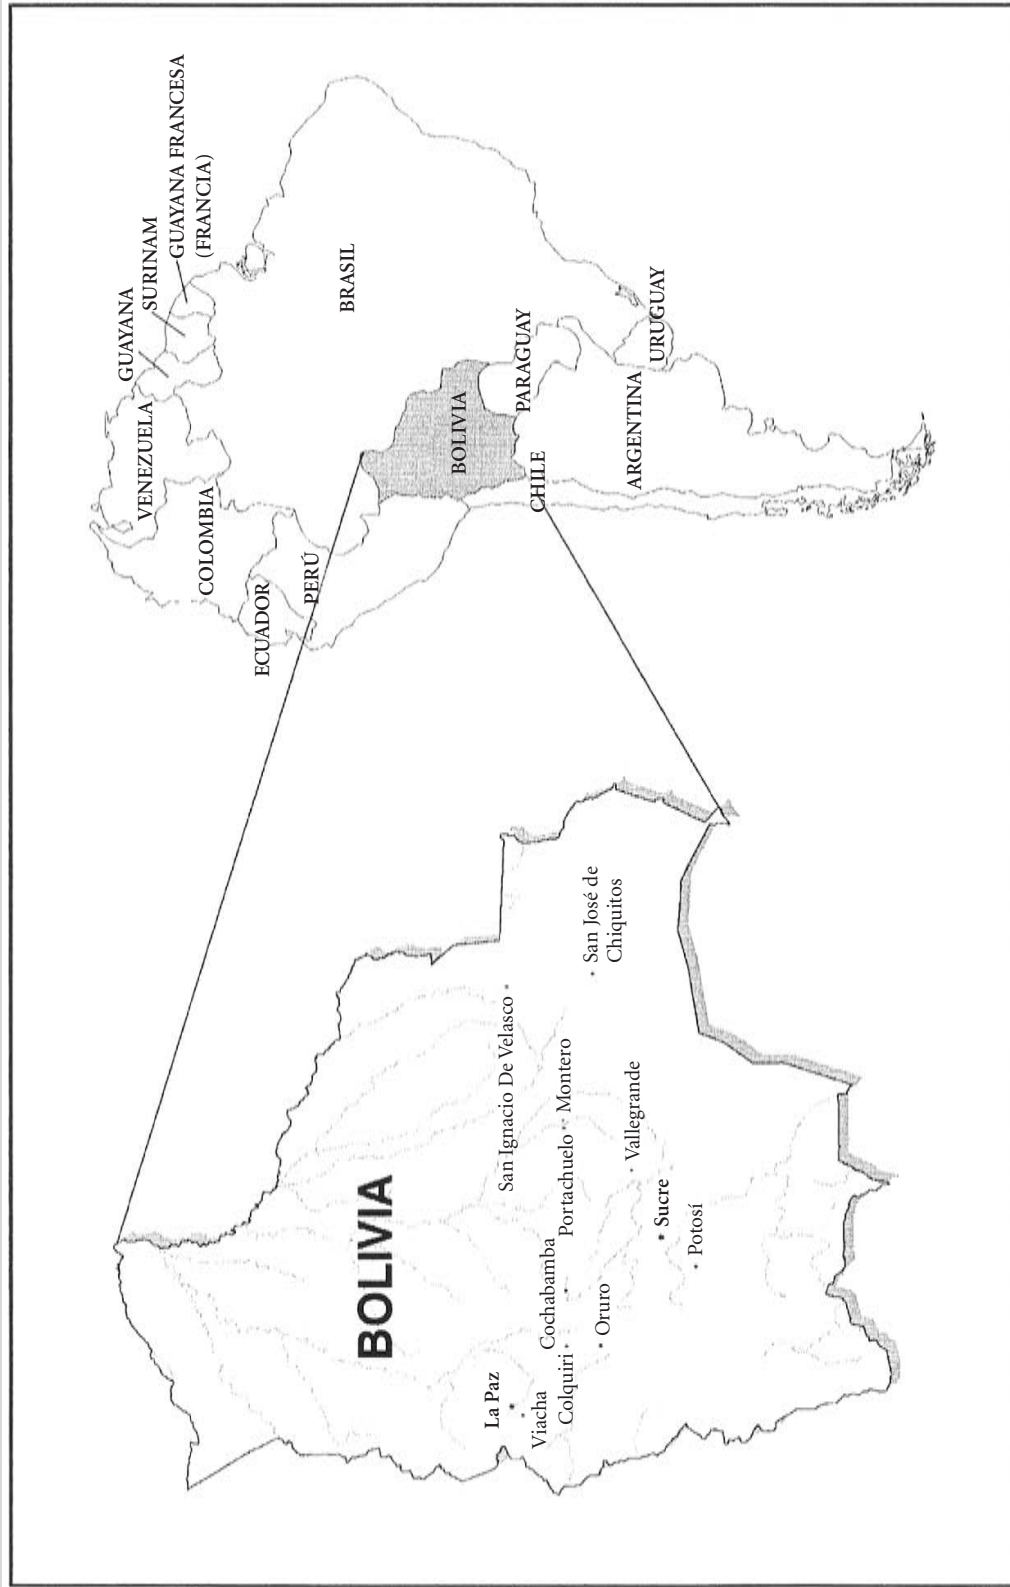 BOLIVIA
La Paz
Viacha
Colquiri
Cochabamba
Oruro
Portachuelo
Montero
San Ignacio De Velasco
San José de
Chiquitos
Vallegrande
Sucre
Potosí
VENEZUELA
GUAYANA
SURINAM
GUAYANA FRANCESA
(FRANCIA)
COLOMBIA
ECUADOR
PERÚ
BRASIL
BOLIVIA
PARAGUAY
CHILE
ARGENTINA
URUGUAY